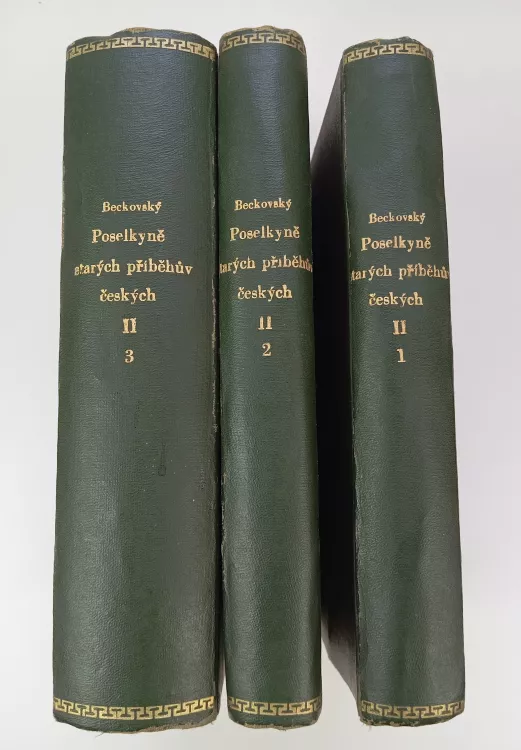 Beckovský
Poselkyně
starých příběhův
českých
II
3
Beckovský
Poselkyně
starých příběhův
českých
II
2
Beckovský
Poselkyně
starých příběhův
českých
II
1